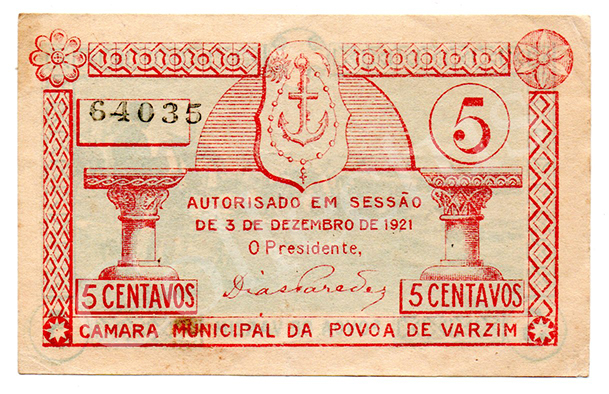 64035
5
AUTORISADO EM SESSÃO
DE 3 DE DEZEMBRO DE 1921
O Presidente,
Dias Paredes
5 CENTAVOS
5 CENTAVOS
CAMARA MUNICIPAL DA POVOA DE VARZIM